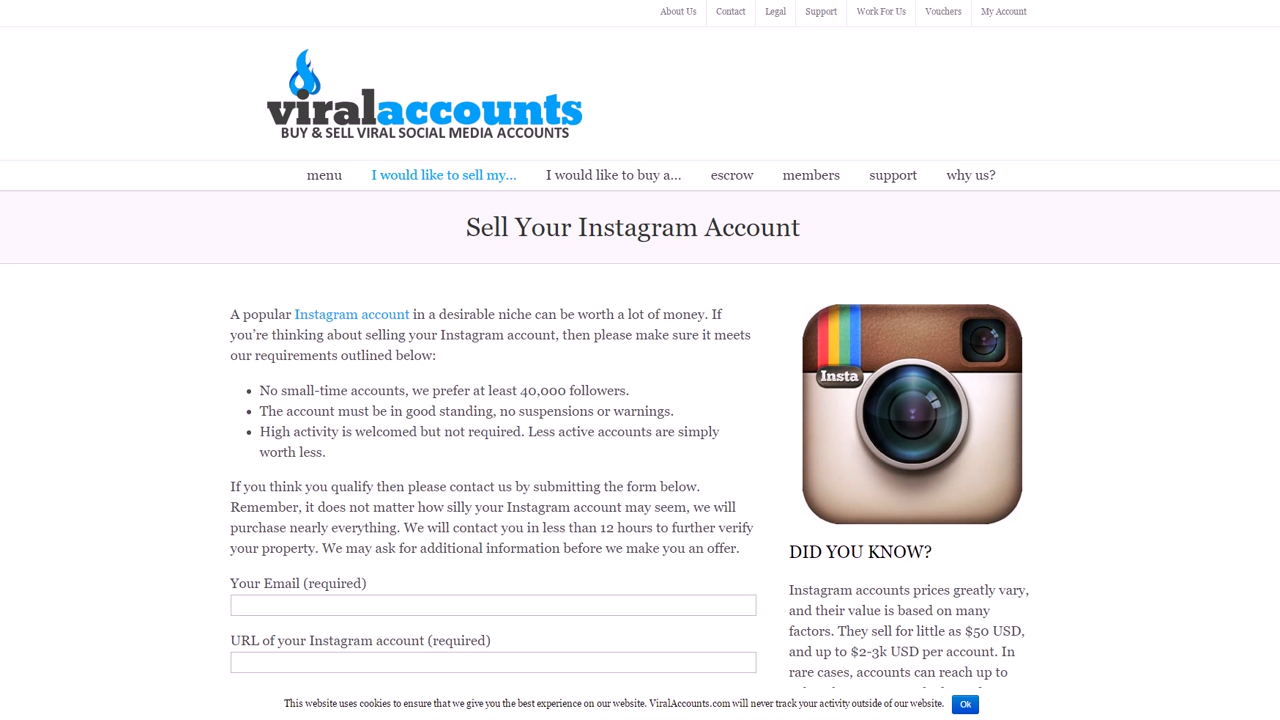 About Us
Contact
Legal
Support
Work For Us
Vouchers
My Account
viralaccounts
BUY & SELL VIRAL SOCIAL MEDIA ACCOUNTS
menu
I would like to sell my...
I would like to buy a...
escrow
members
support
why us?
Sell Your Instagram Account
A popular Instagram account in a desirable niche can be worth a lot of money. If
you're thinking about selling your Instagram account, then please make sure it meets
our requirements outlined below:
No small-time accounts, we prefer at least 40,000 followers.
The account must be in good standing, no suspensions or warnings.
High activity is welcomed but not required. Less active accounts are simply
worth less.
If you think you qualify then please contact us by submitting the form below.
Remember, it does not matter how silly your Instagram account may seem, we will
purchase nearly everything. We will contact you in less than 12 hours to further verify
your property. We may ask for additional information before we make you an offer.
Your Email (required)
URL of your Instagram account (required)
Insta
DID YOU KNOW?
Instagram accounts prices greatly vary,
and their value is based on many
factors. They sell for little as $50 USD,
and up to $2-3k USD per account. In
rare cases, accounts can reach up to
This website uses cookies to ensure that we give you the best experience on our website. ViralAccounts.com will never track your activity outside of our website.
Ok